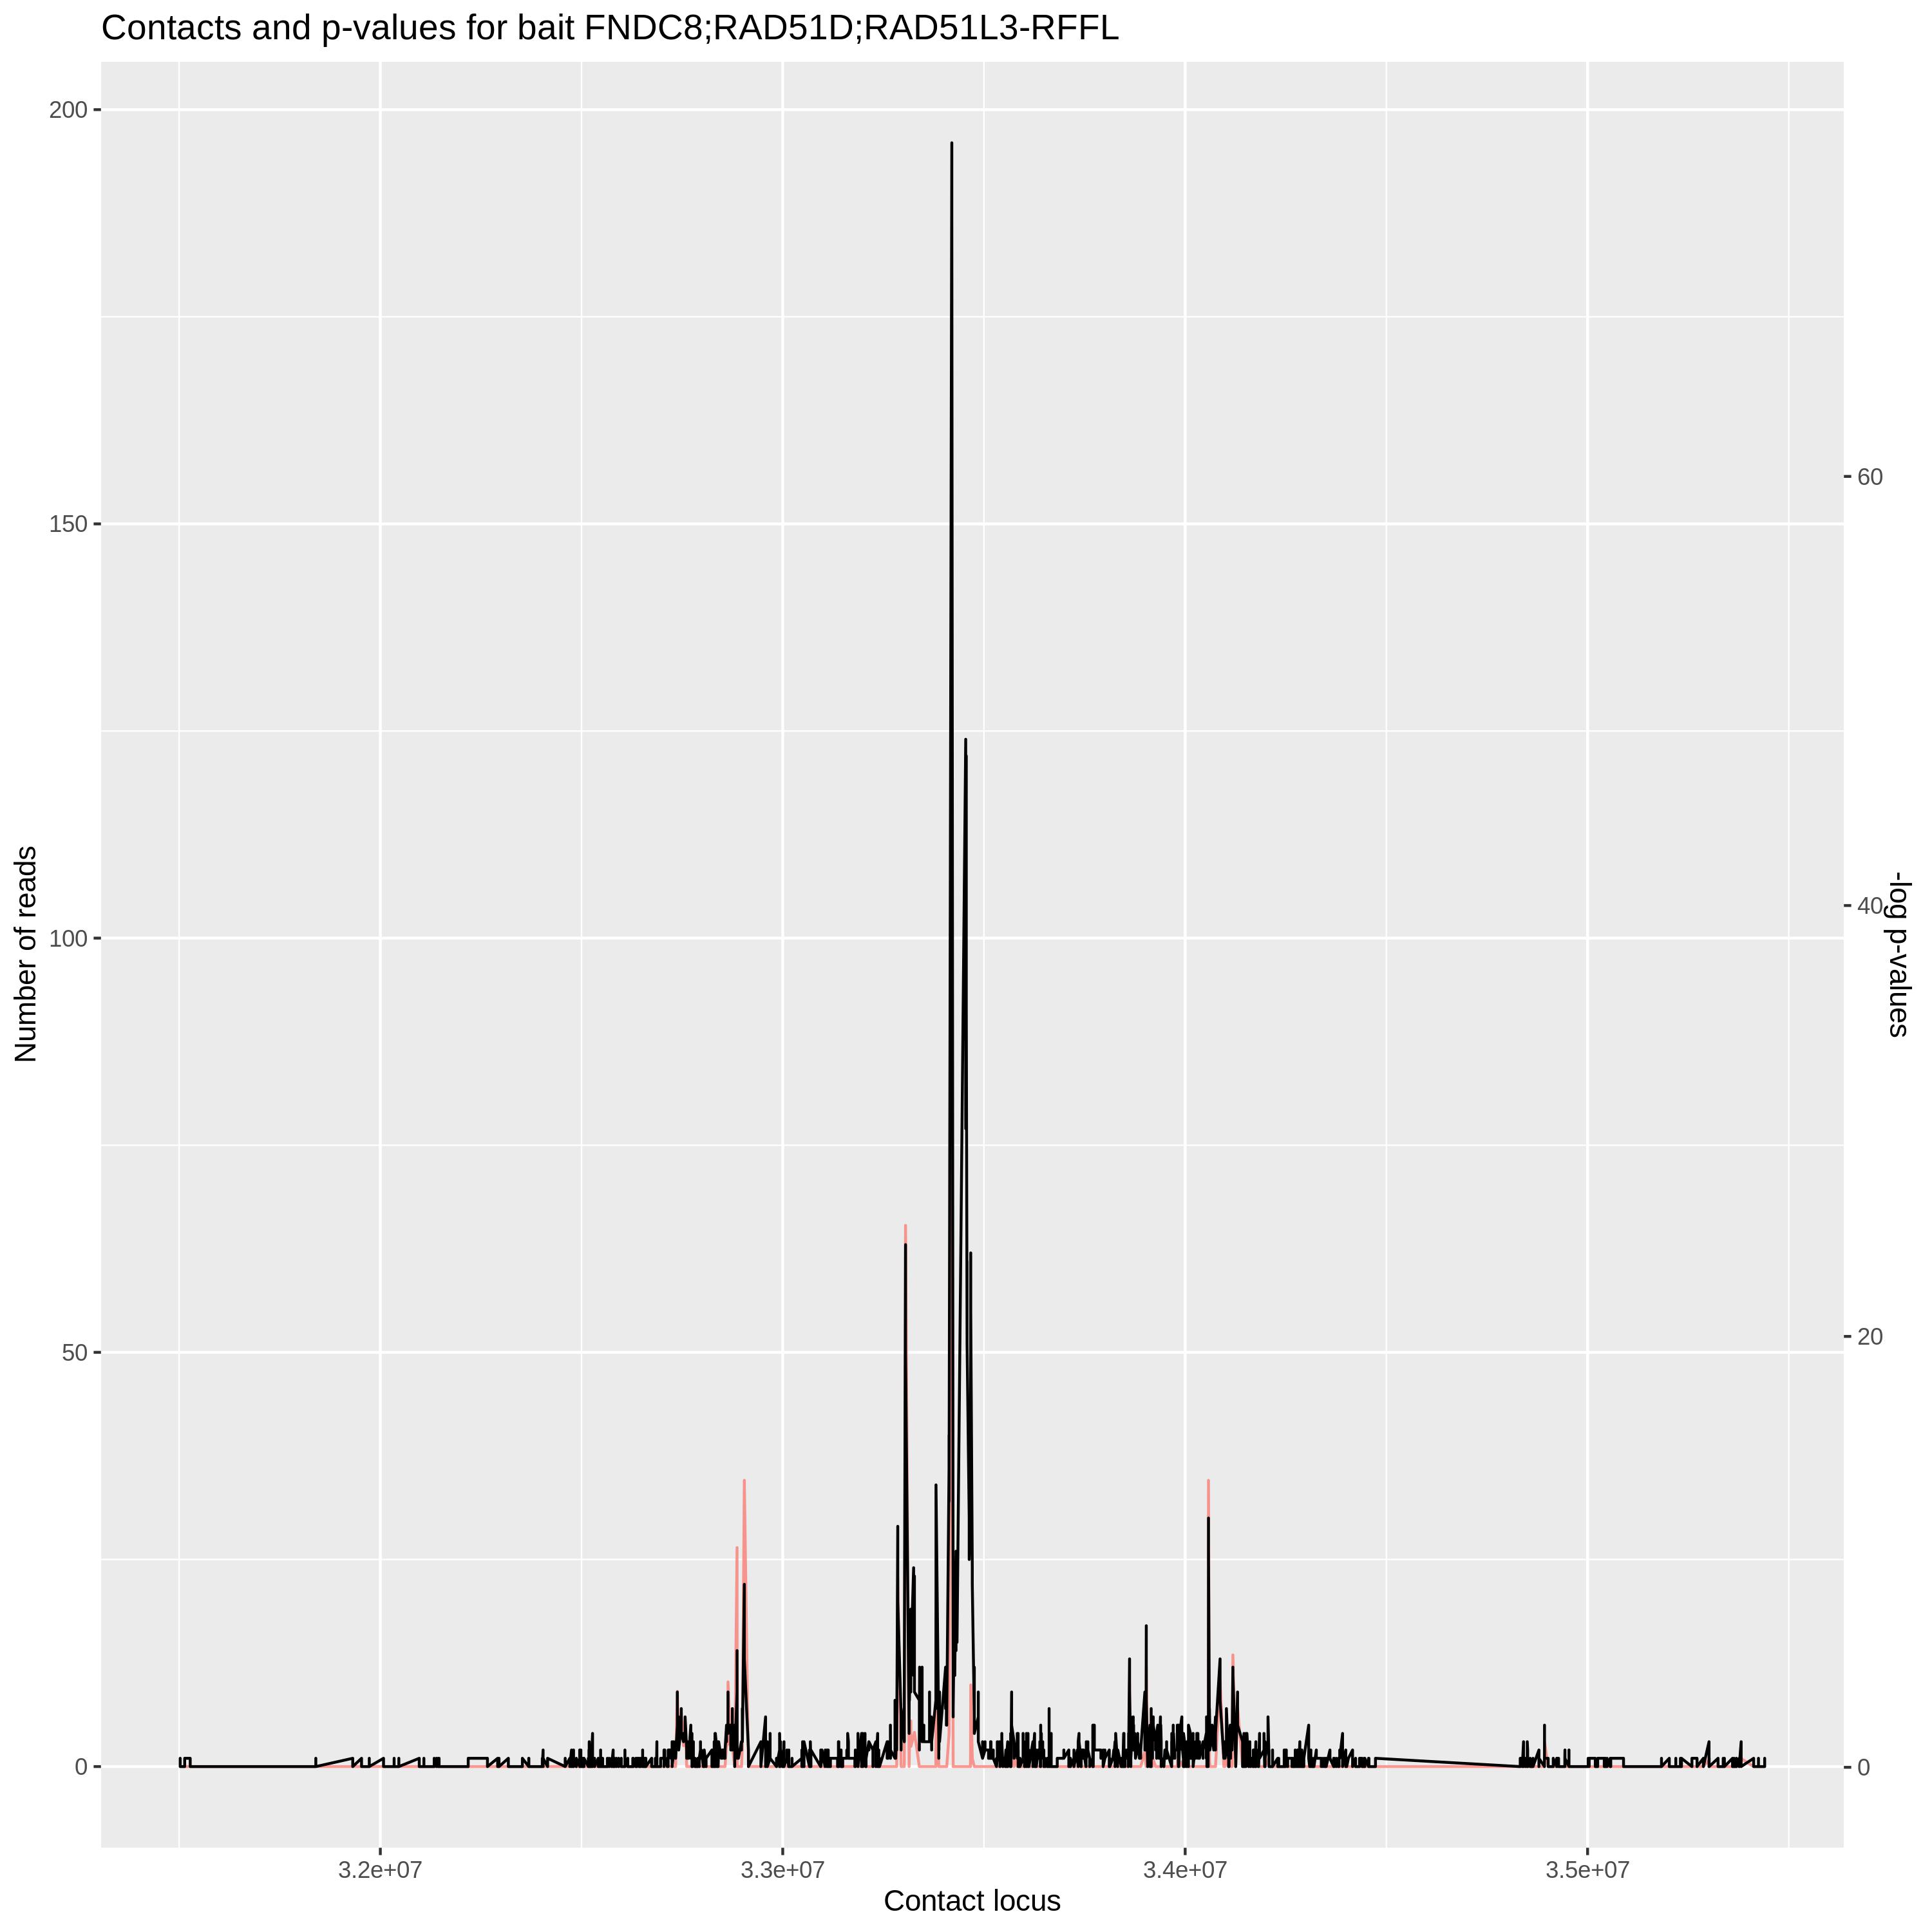 Contacts and p-values for bait FNDC8;RAD51D;RAD51L3-RFFL
200
150
100
50
0
Number of reads
60
40
20
0
-log p-values
3.2e+07
3.3e+07
3.4e+07
3.5e+07
Contact locus